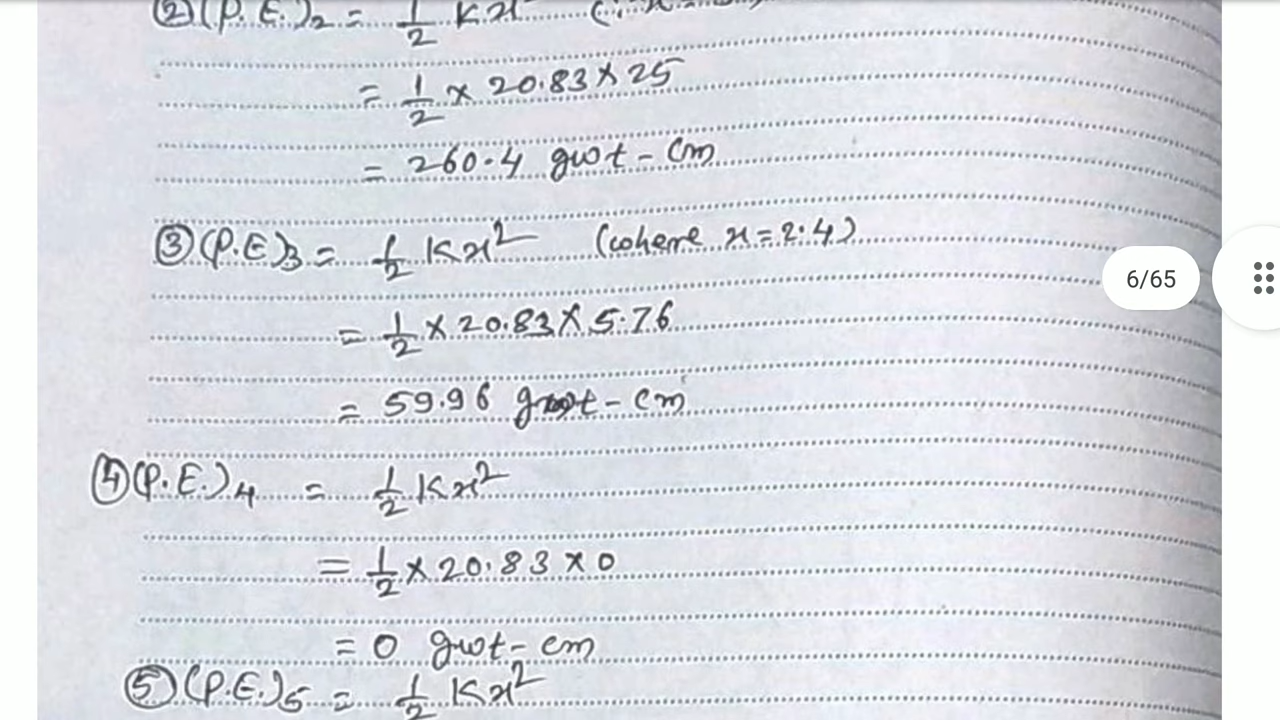 ② (P.E.)₂ = 1/2 Kx²
= 1/2 × 20.83 × 25
= 260.4 gwt - cm
③ (P.E)₃ = 1/2 Kx² (where x = 2.4)
= 1/2 × 20.83 × 5.76
6/65
= 59.96 gwt - cm
④ (P.E.)₄ = 1/2 Kx²
= 1/2 × 20.83 × 0
= 0 gwt - cm
⑤ (P.E.)₅ = 1/2 Kx²